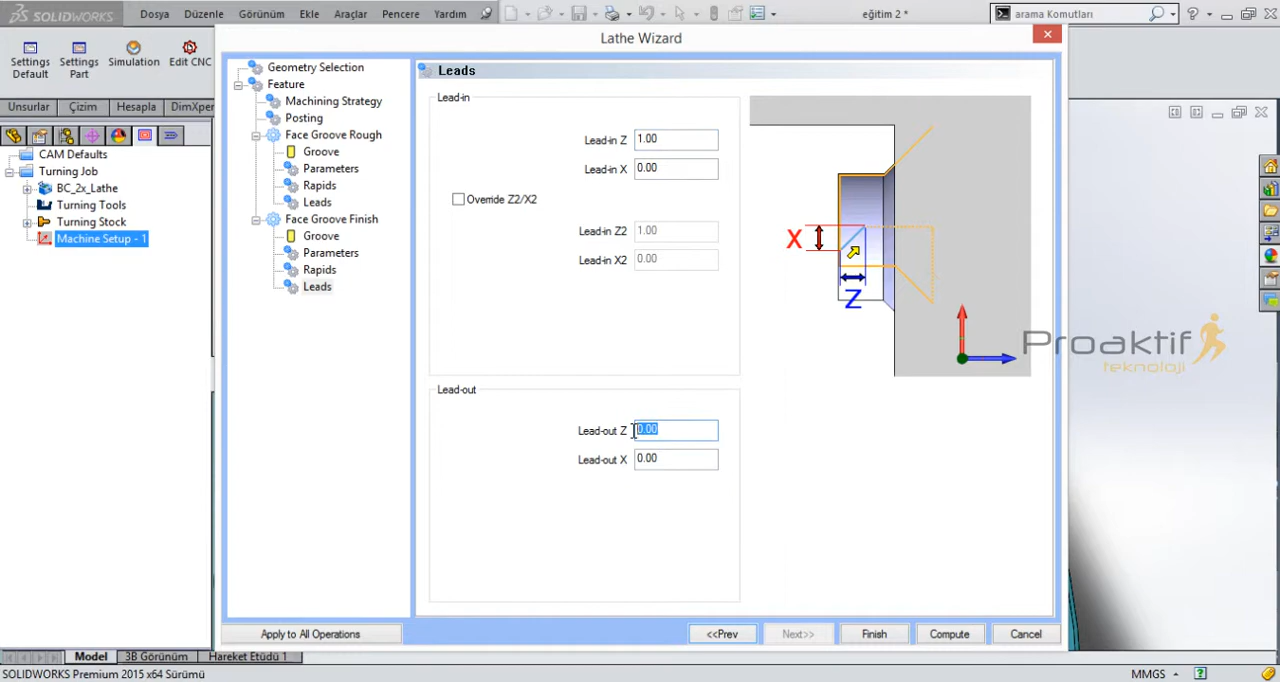 SOLIDWORKS
Dosya Düzenle Görünüm Ekle Araçlar Pencere Yardım
eğitim 2 *
arama Komutları
Lathe Wizard
Settings Default
Settings Part
Simulation
Edit CNC
Unsurlar Çizim Hesapla DimXper
CAM Defaults
Turning Job
BC_2x_Lathe
Turning Tools
Turning Stock
Machine Setup - 1
Geometry Selection
Feature
Machining Strategy
Posting
Face Groove Rough
Groove
Parameters
Rapids
Leads
Face Groove Finish
Groove
Parameters
Rapids
Leads
Leads
Lead-in
Lead-in Z 1.00
Lead-in X 0.00
Override Z2/X2
Lead-in Z2 1.00
Lead-in X2 0.00
Lead-out
Lead-out Z 0.00
Lead-out X 0.00
X
Z
Proaktif
teknoloji
Apply to All Operations
<<Prev Next>> Finish Compute Cancel
Model 3B Görünüm Hareket Etüdü 1
SOLIDWORKS Premium 2015 x64 Sürümü
MMGS